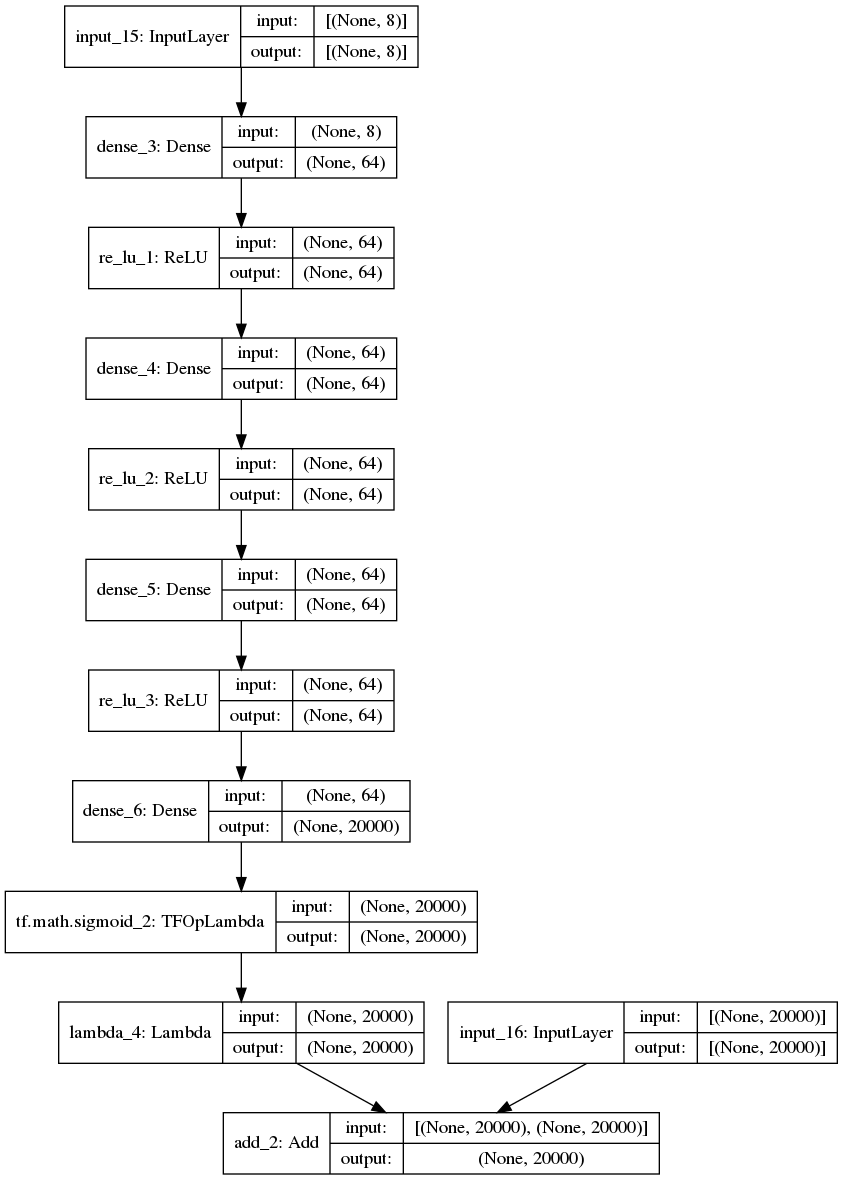 input_15: InputLayer
input: [(None, 8)]
output: [(None, 8)]
dense_3: Dense
input: (None, 8)
output: (None, 64)
re_lu_1: ReLU
input: (None, 64)
output: (None, 64)
dense_4: Dense
input: (None, 64)
output: (None, 64)
re_lu_2: ReLU
input: (None, 64)
output: (None, 64)
dense_5: Dense
input: (None, 64)
output: (None, 64)
re_lu_3: ReLU
input: (None, 64)
output: (None, 64)
dense_6: Dense
input: (None, 64)
output: (None, 20000)
tf.math.sigmoid_2: TFOpLambda
input: (None, 20000)
output: (None, 20000)
lambda_4: Lambda
input: (None, 20000)
output: (None, 20000)
input_16: InputLayer
input: [(None, 20000)]
output: [(None, 20000)]
add_2: Add
input: [(None, 20000), (None, 20000)]
output: (None, 20000)